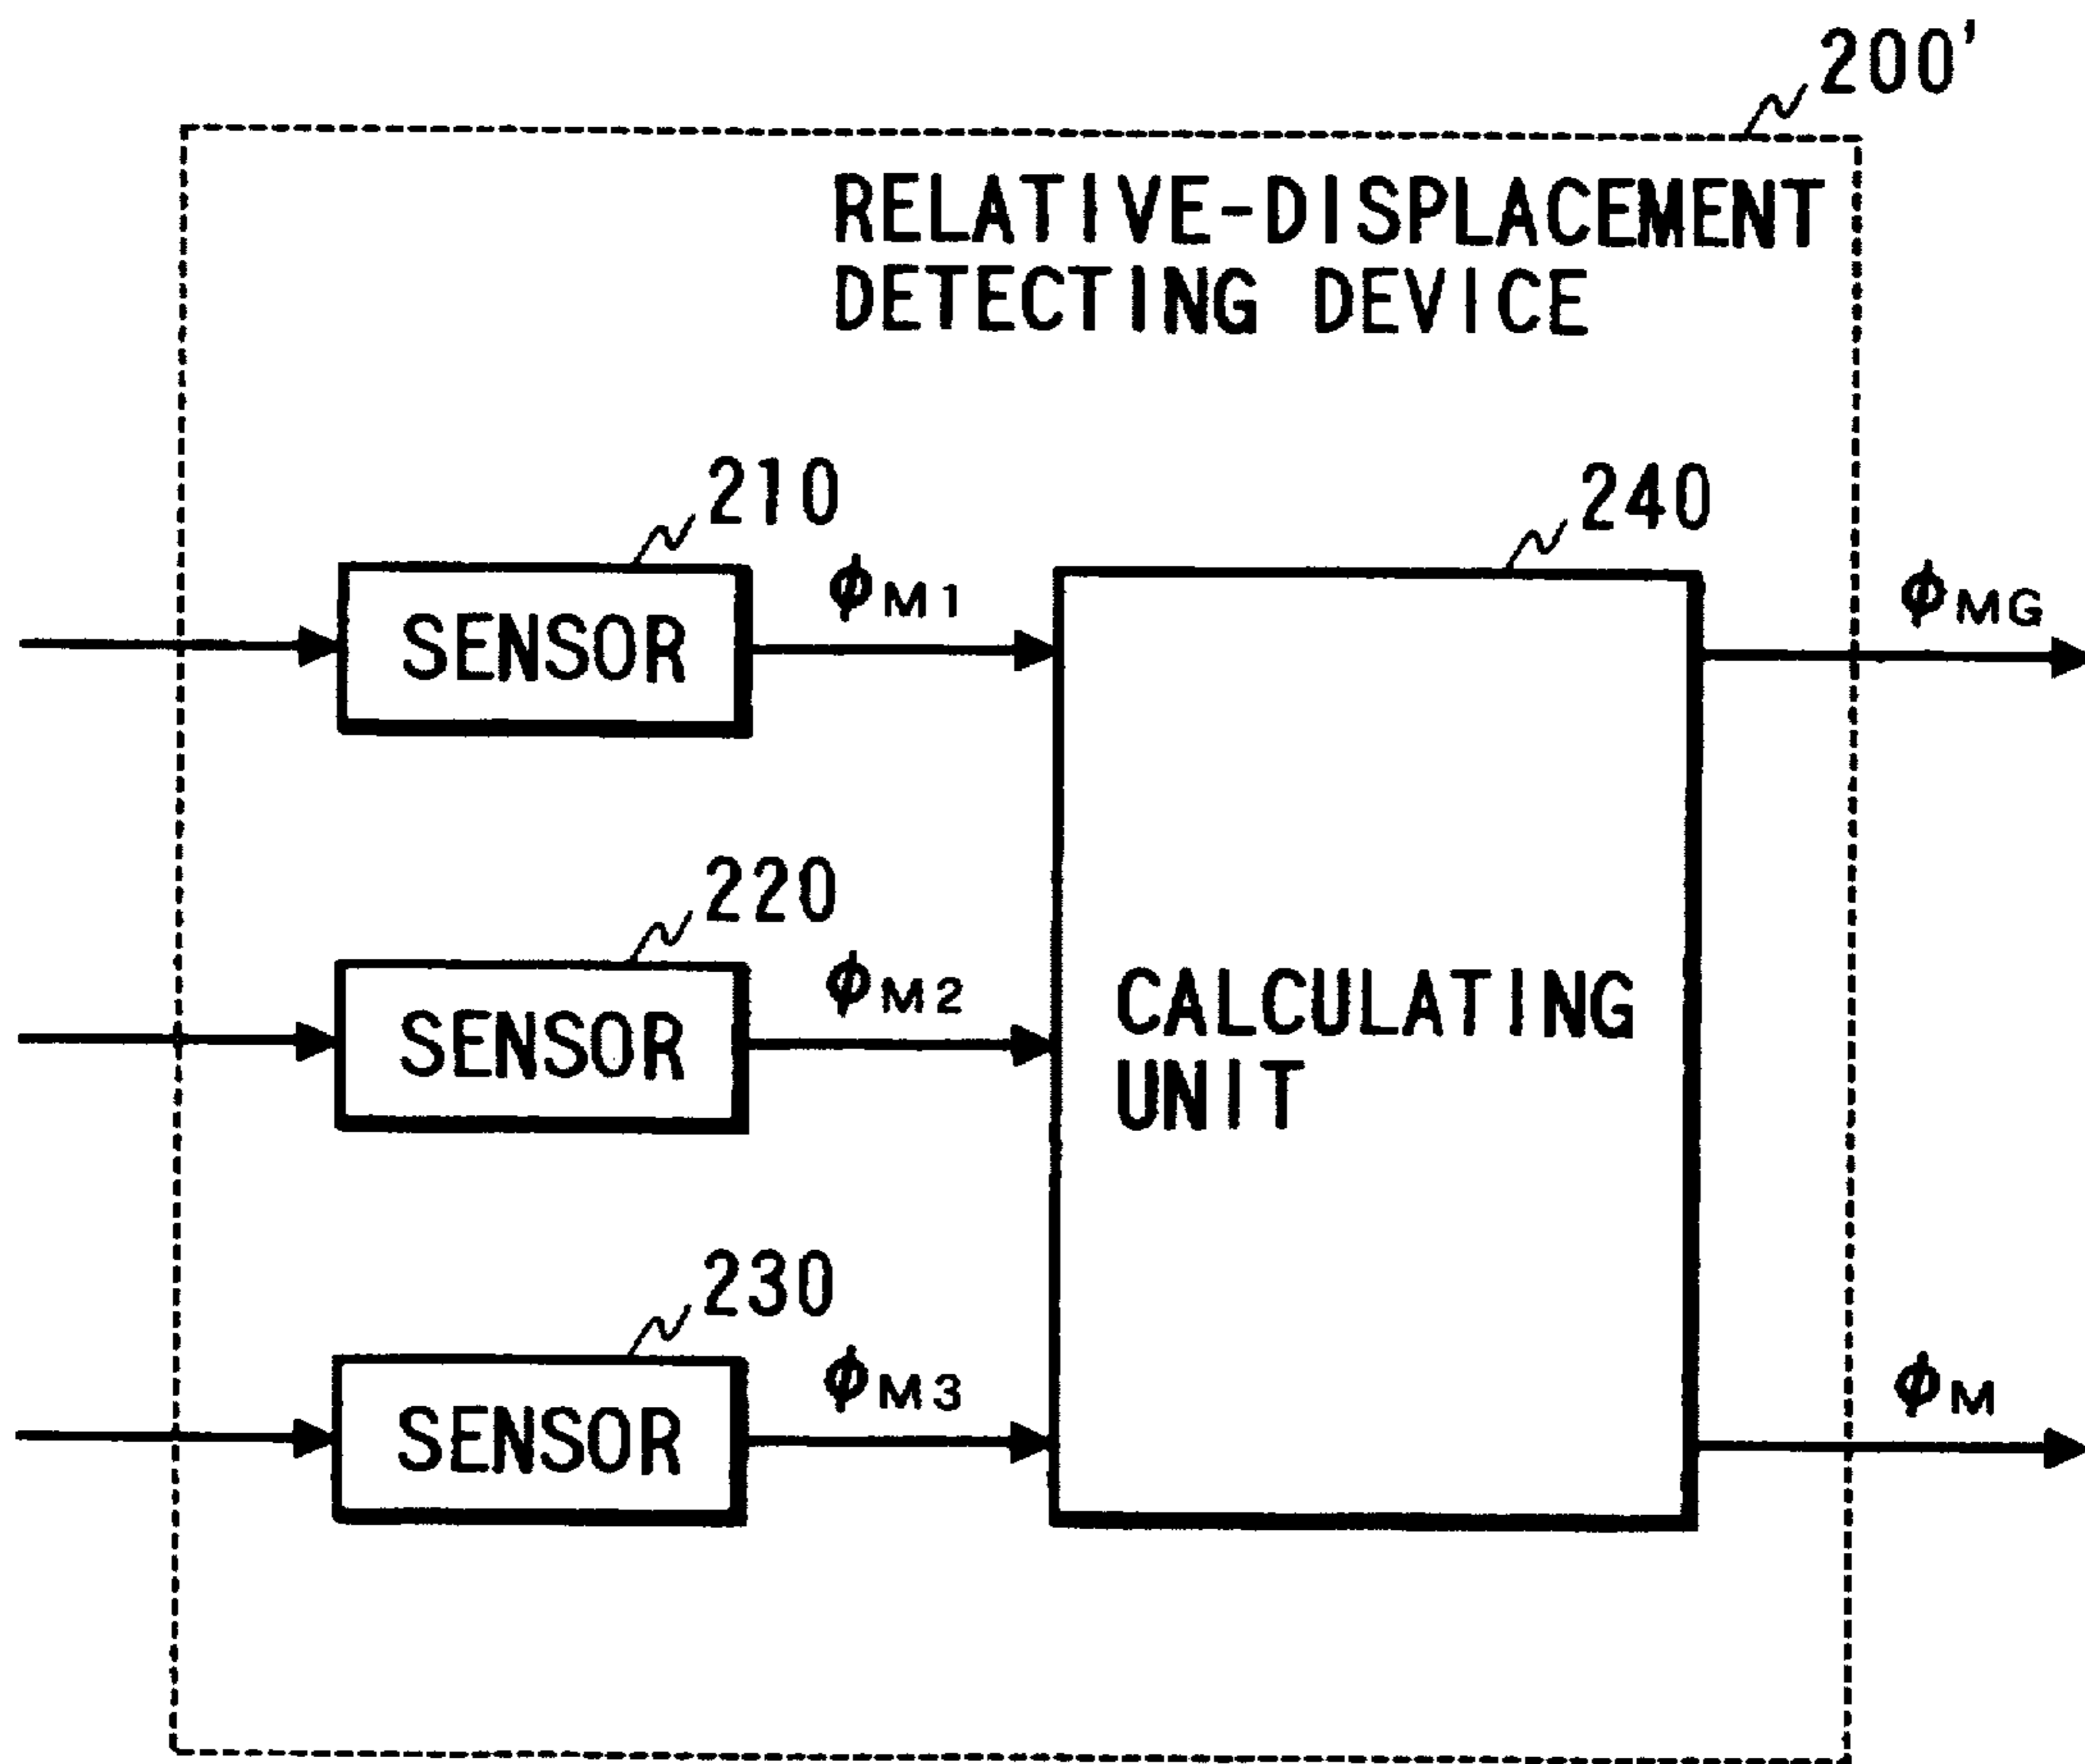 200'
RELATIVE-DISPLACEMENT
DETECTING DEVICE
210
240
SENSOR
ϕM1
ϕMG
220
SENSOR
ϕM2
CALCULATING
UNIT
230
SENSOR
ϕM3
ϕM